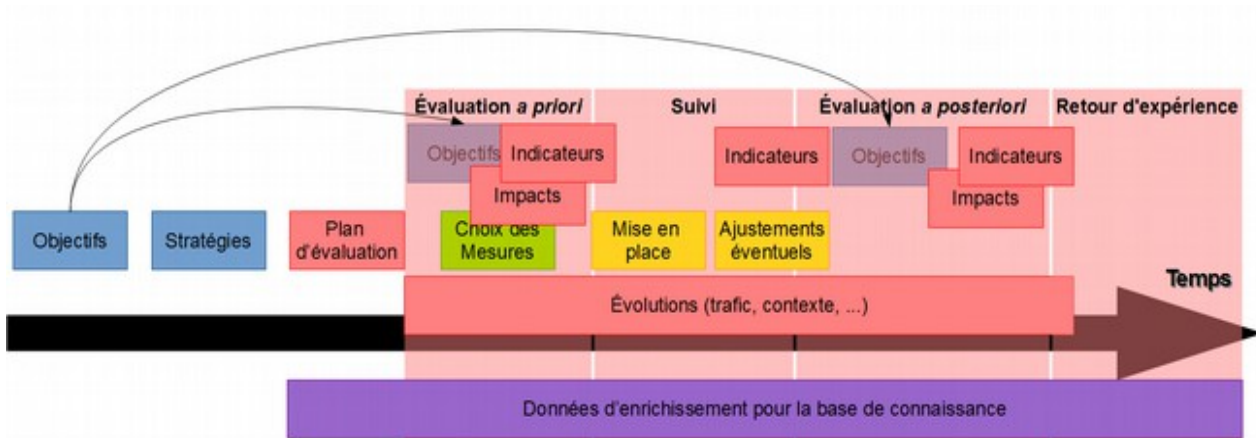 Évaluation a priori
Suivi
Évaluation a posteriori
Retour d'expérience
Objectifs
Indicateurs
Impacts
Indicateurs
Objectifs
Indicateurs
Impacts
Objectifs
Stratégies
Plan
d'évaluation
Choix des
Mesures
Mise en
place
Ajustements
éventuels
Temps
Évolutions (trafic, contexte, ...)
Données d'enrichissement pour la base de connaissance